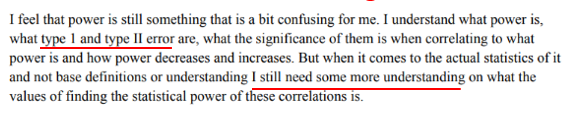 I feel that power is still something that is a bit confusing for me. I understand what power is,
what type 1 and type II error are, what the significance of them is when correlating to what
power is and how power decreases and increases. But when it comes to the actual statistics of it
and not base definitions or understanding I still need some more understanding on what the
values of finding the statistical power of these correlations is.